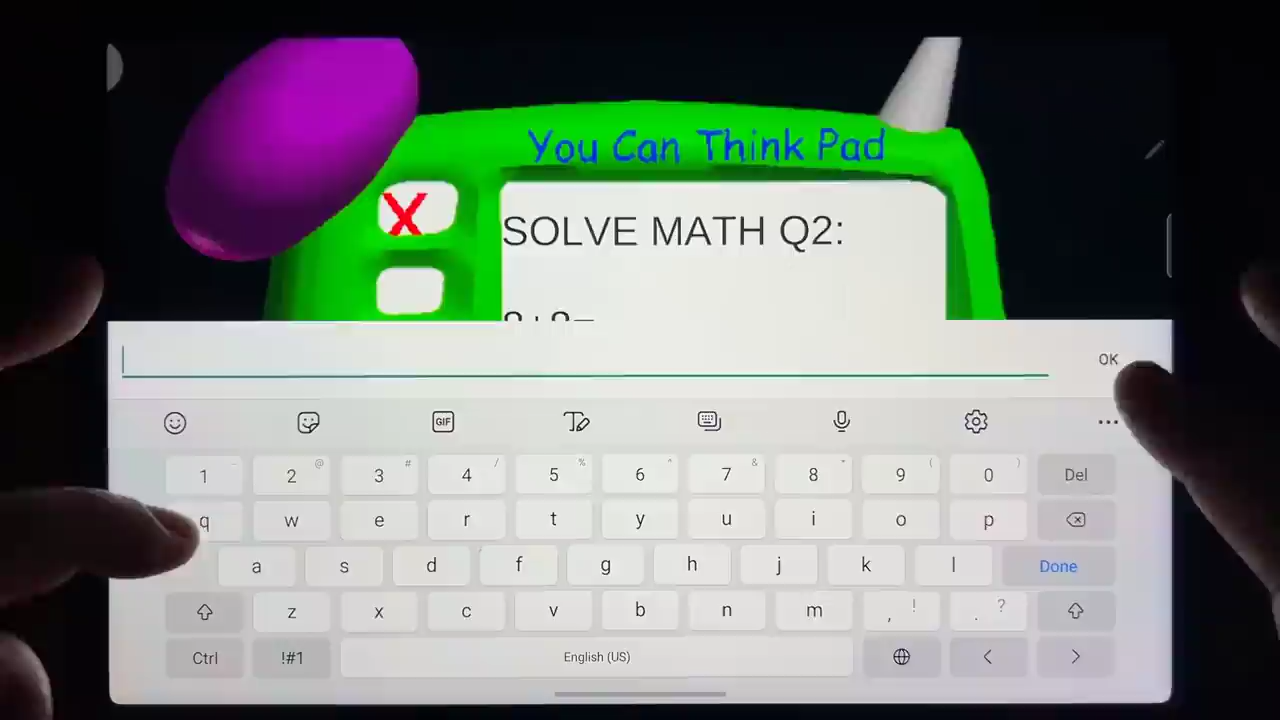 You Can Think Pad
X
SOLVE MATH Q2:
OK
GIF
1 2 @ 3 # 4 / 5 % 6 ^ 7 & 8 * 9 ( 0 ) Del
q w e r t y u i o p
a s d f g h j k l Done
z x c v b n m , ! . ?
Ctrl !#1 English (US) < >